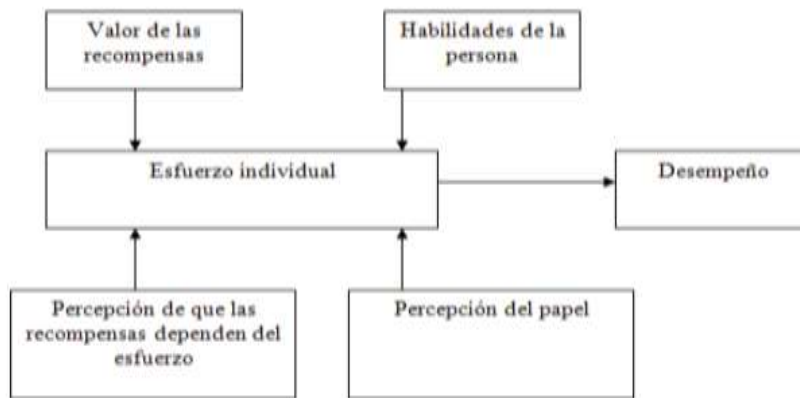 Valor de las
recompensas
Habilidades de la
persona
Esfuerzo individual
Desempeño
Percepción de que las
recompensas dependen del
esfuerzo
Percepción del papel